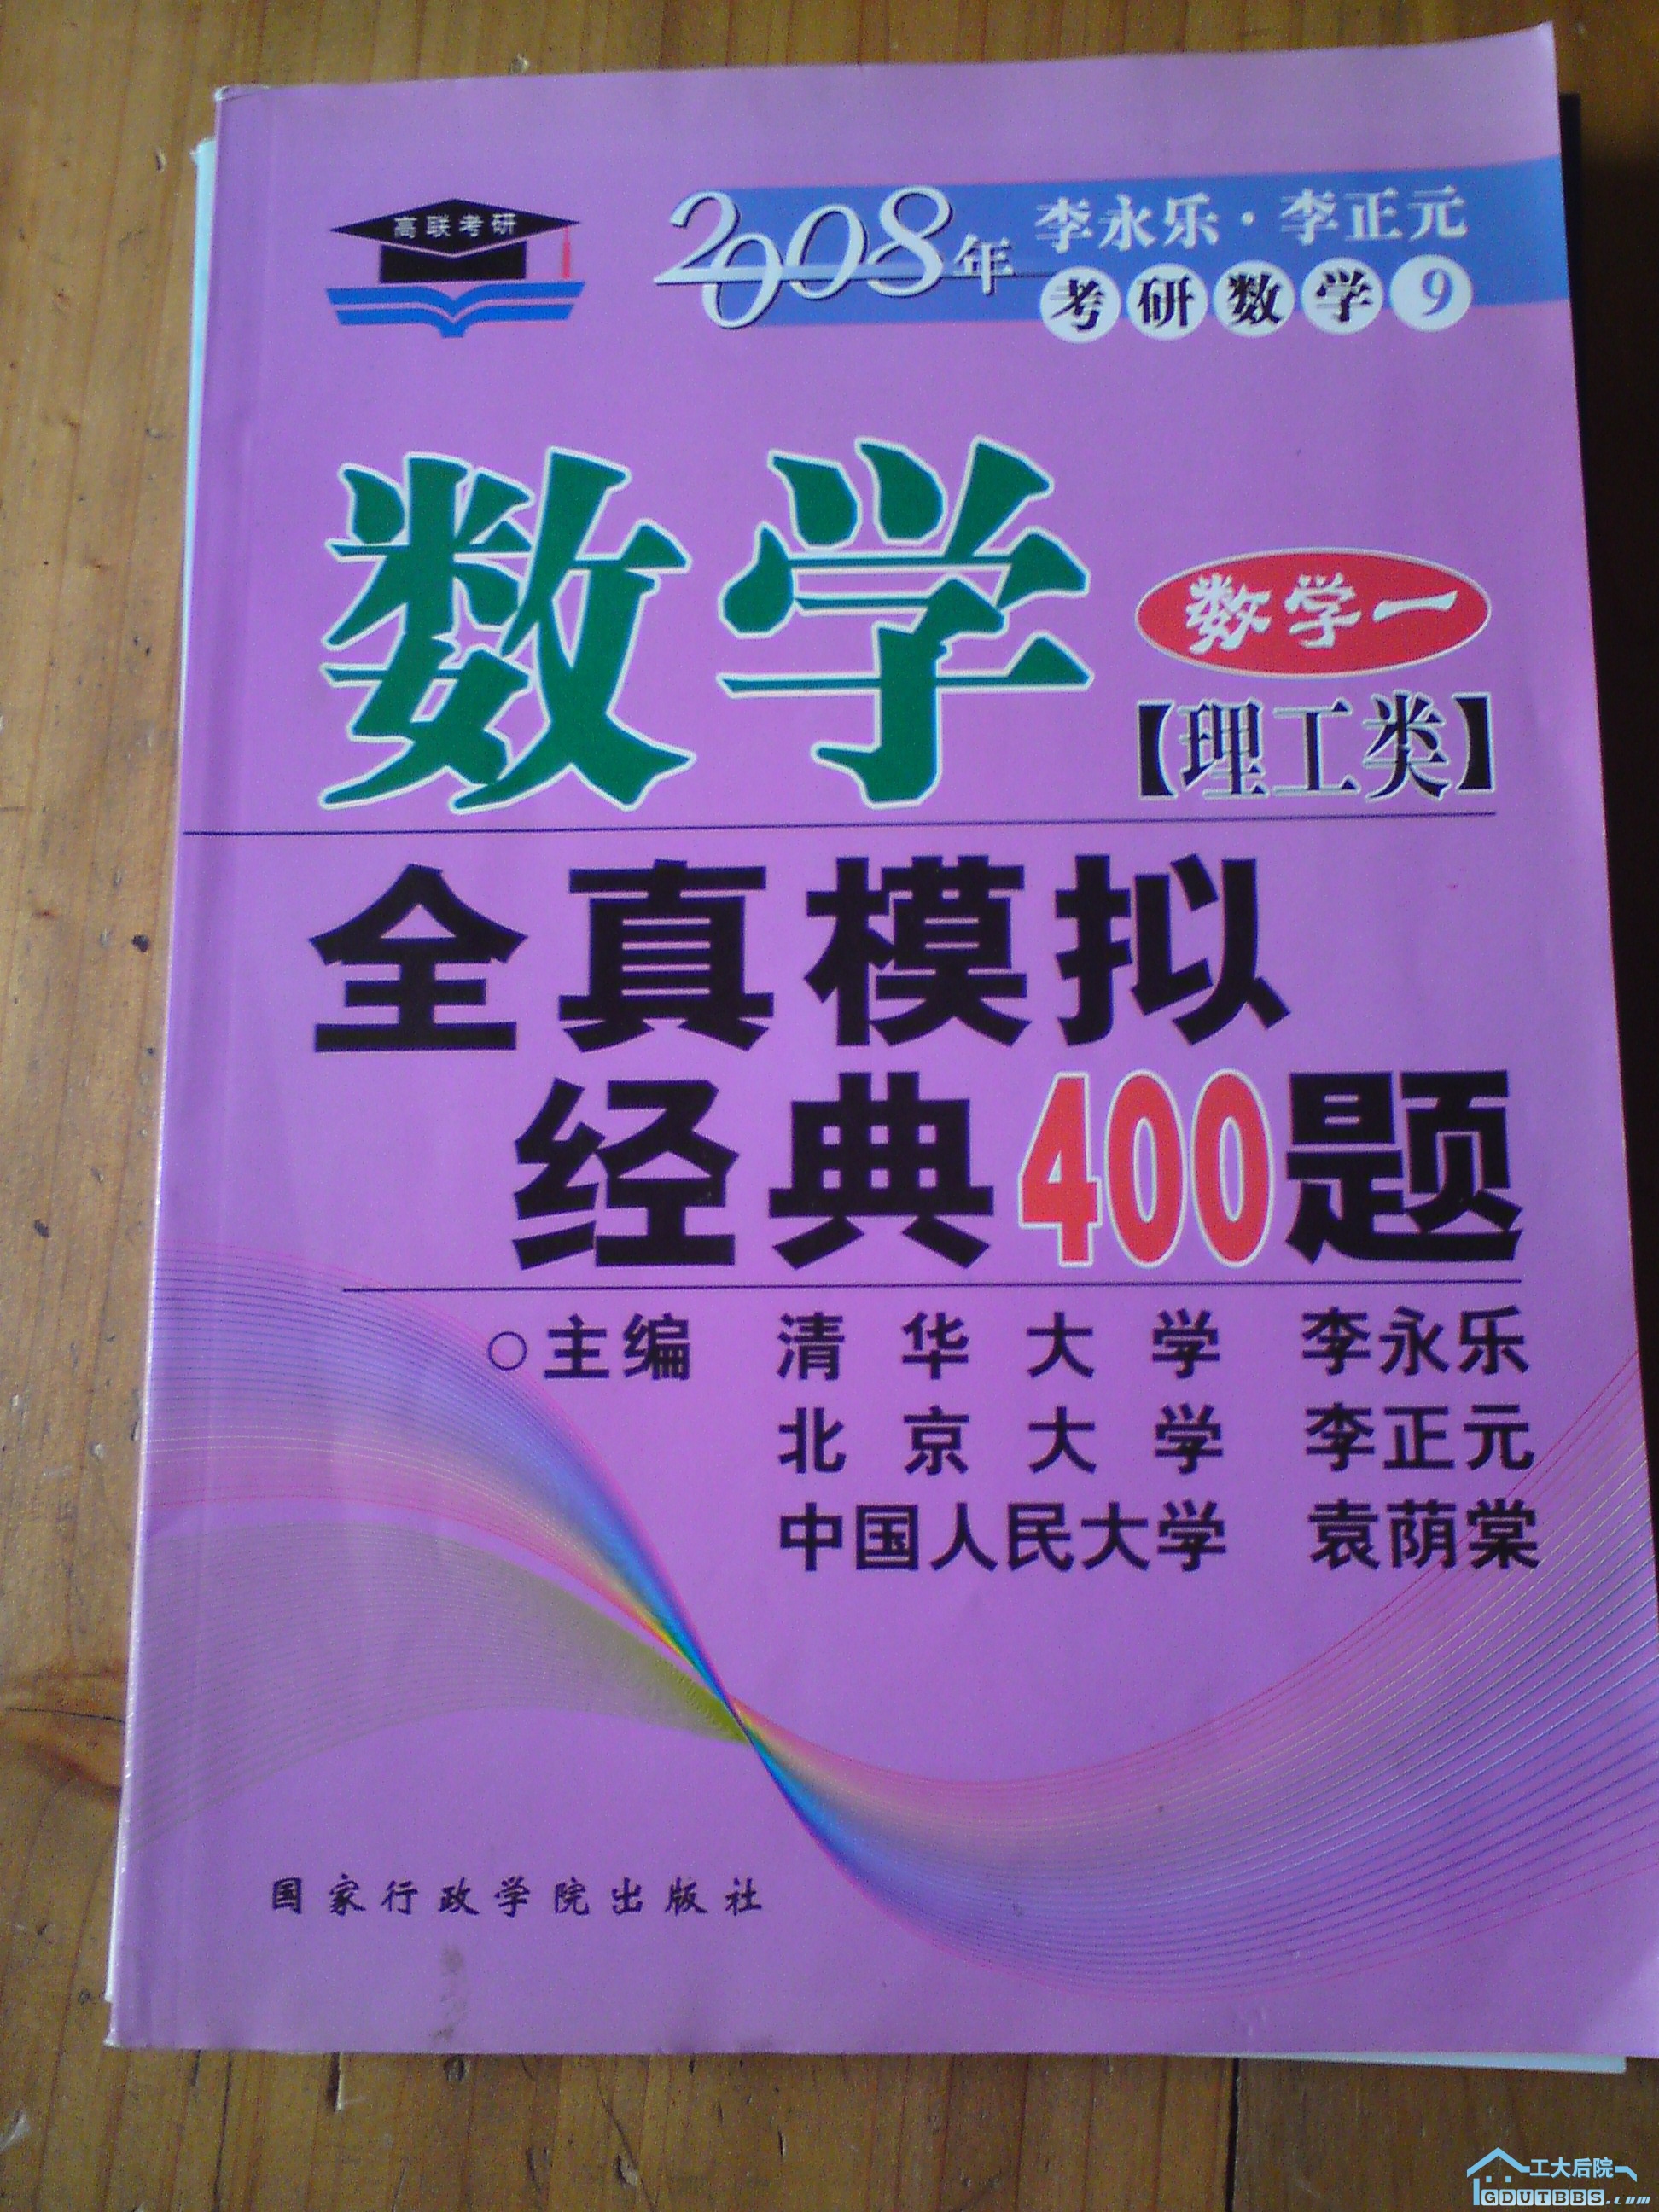 高联考研
2008年 李永乐·李正元
考研数学9
数学
数学一
【理工类】
全真模拟
经典400题
○主编 清华大学 李永乐
北京大学 李正元
中国人民大学 袁荫棠
国家行政学院出版社
工大后院
GDUTBBS.com